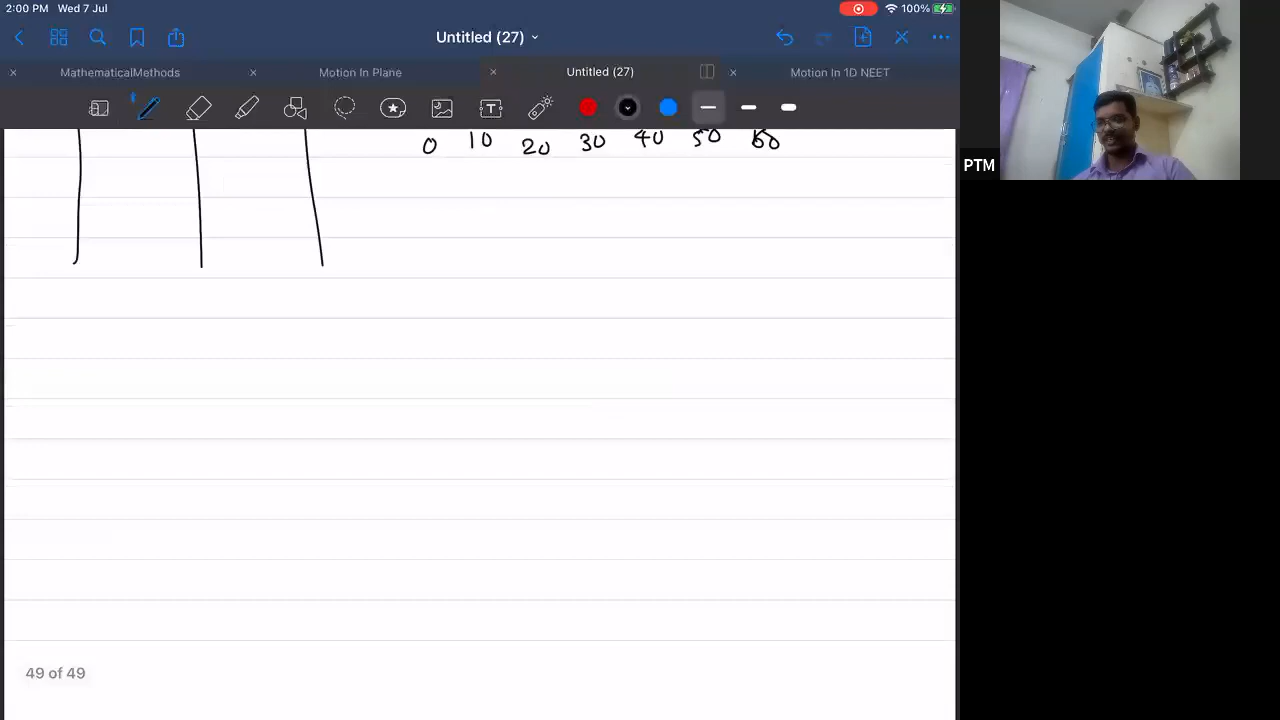 2:00 PM Wed 7 Jul 100%
Untitled (27)
MathematicalMethods Motion In Plane Untitled (27) Motion In 1D NEET
0 10 20 30 40 50 60
PTM
49 of 49